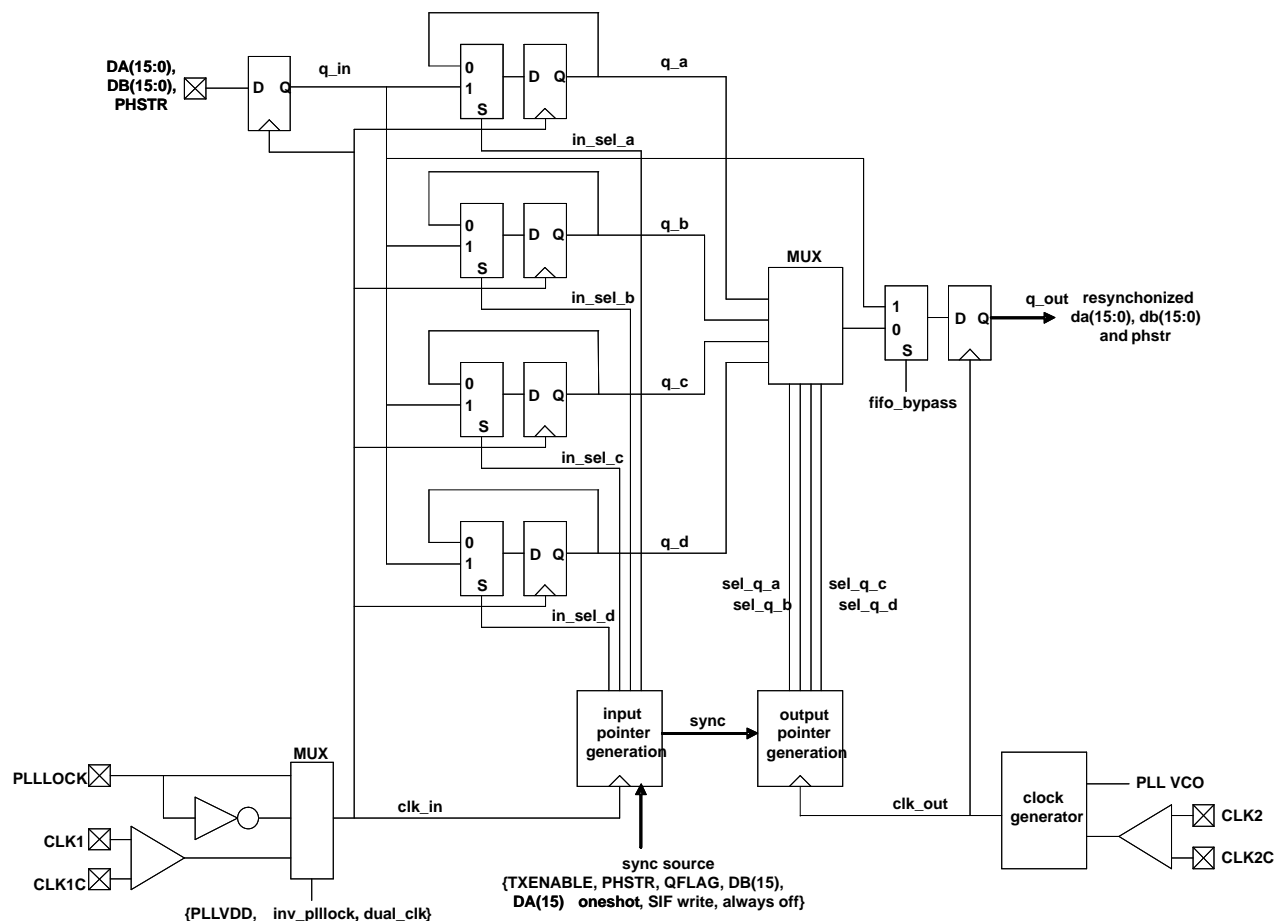 DA(15:0),
DB(15:0),
PHSTR
D Q
q_in
0
1
S
D Q
q_a
in_sel_a
0
1
S
D Q
q_b
in_sel_b
MUX
1
0
S
fifo_bypass
D Q
q_out resynchonized
da(15:0), db(15:0)
and phstr
0
1
S
D Q
q_c
in_sel_c
0
1
S
D Q
q_d
in_sel_d
sel_q_a sel_q_c
sel_q_b sel_q_d
input
pointer
generation
sync
output
pointer
generation
MUX
PLLLOCK
CLK1
CLK1C
clk_in
clk_out
clock
generator
PLL VCO
CLK2
CLK2C
{PLLVDD, inv_plllock, dual_clk}
sync source
{TXENABLE, PHSTR, QFLAG, DB(15),
DA(15) oneshot, SIF write, always off}